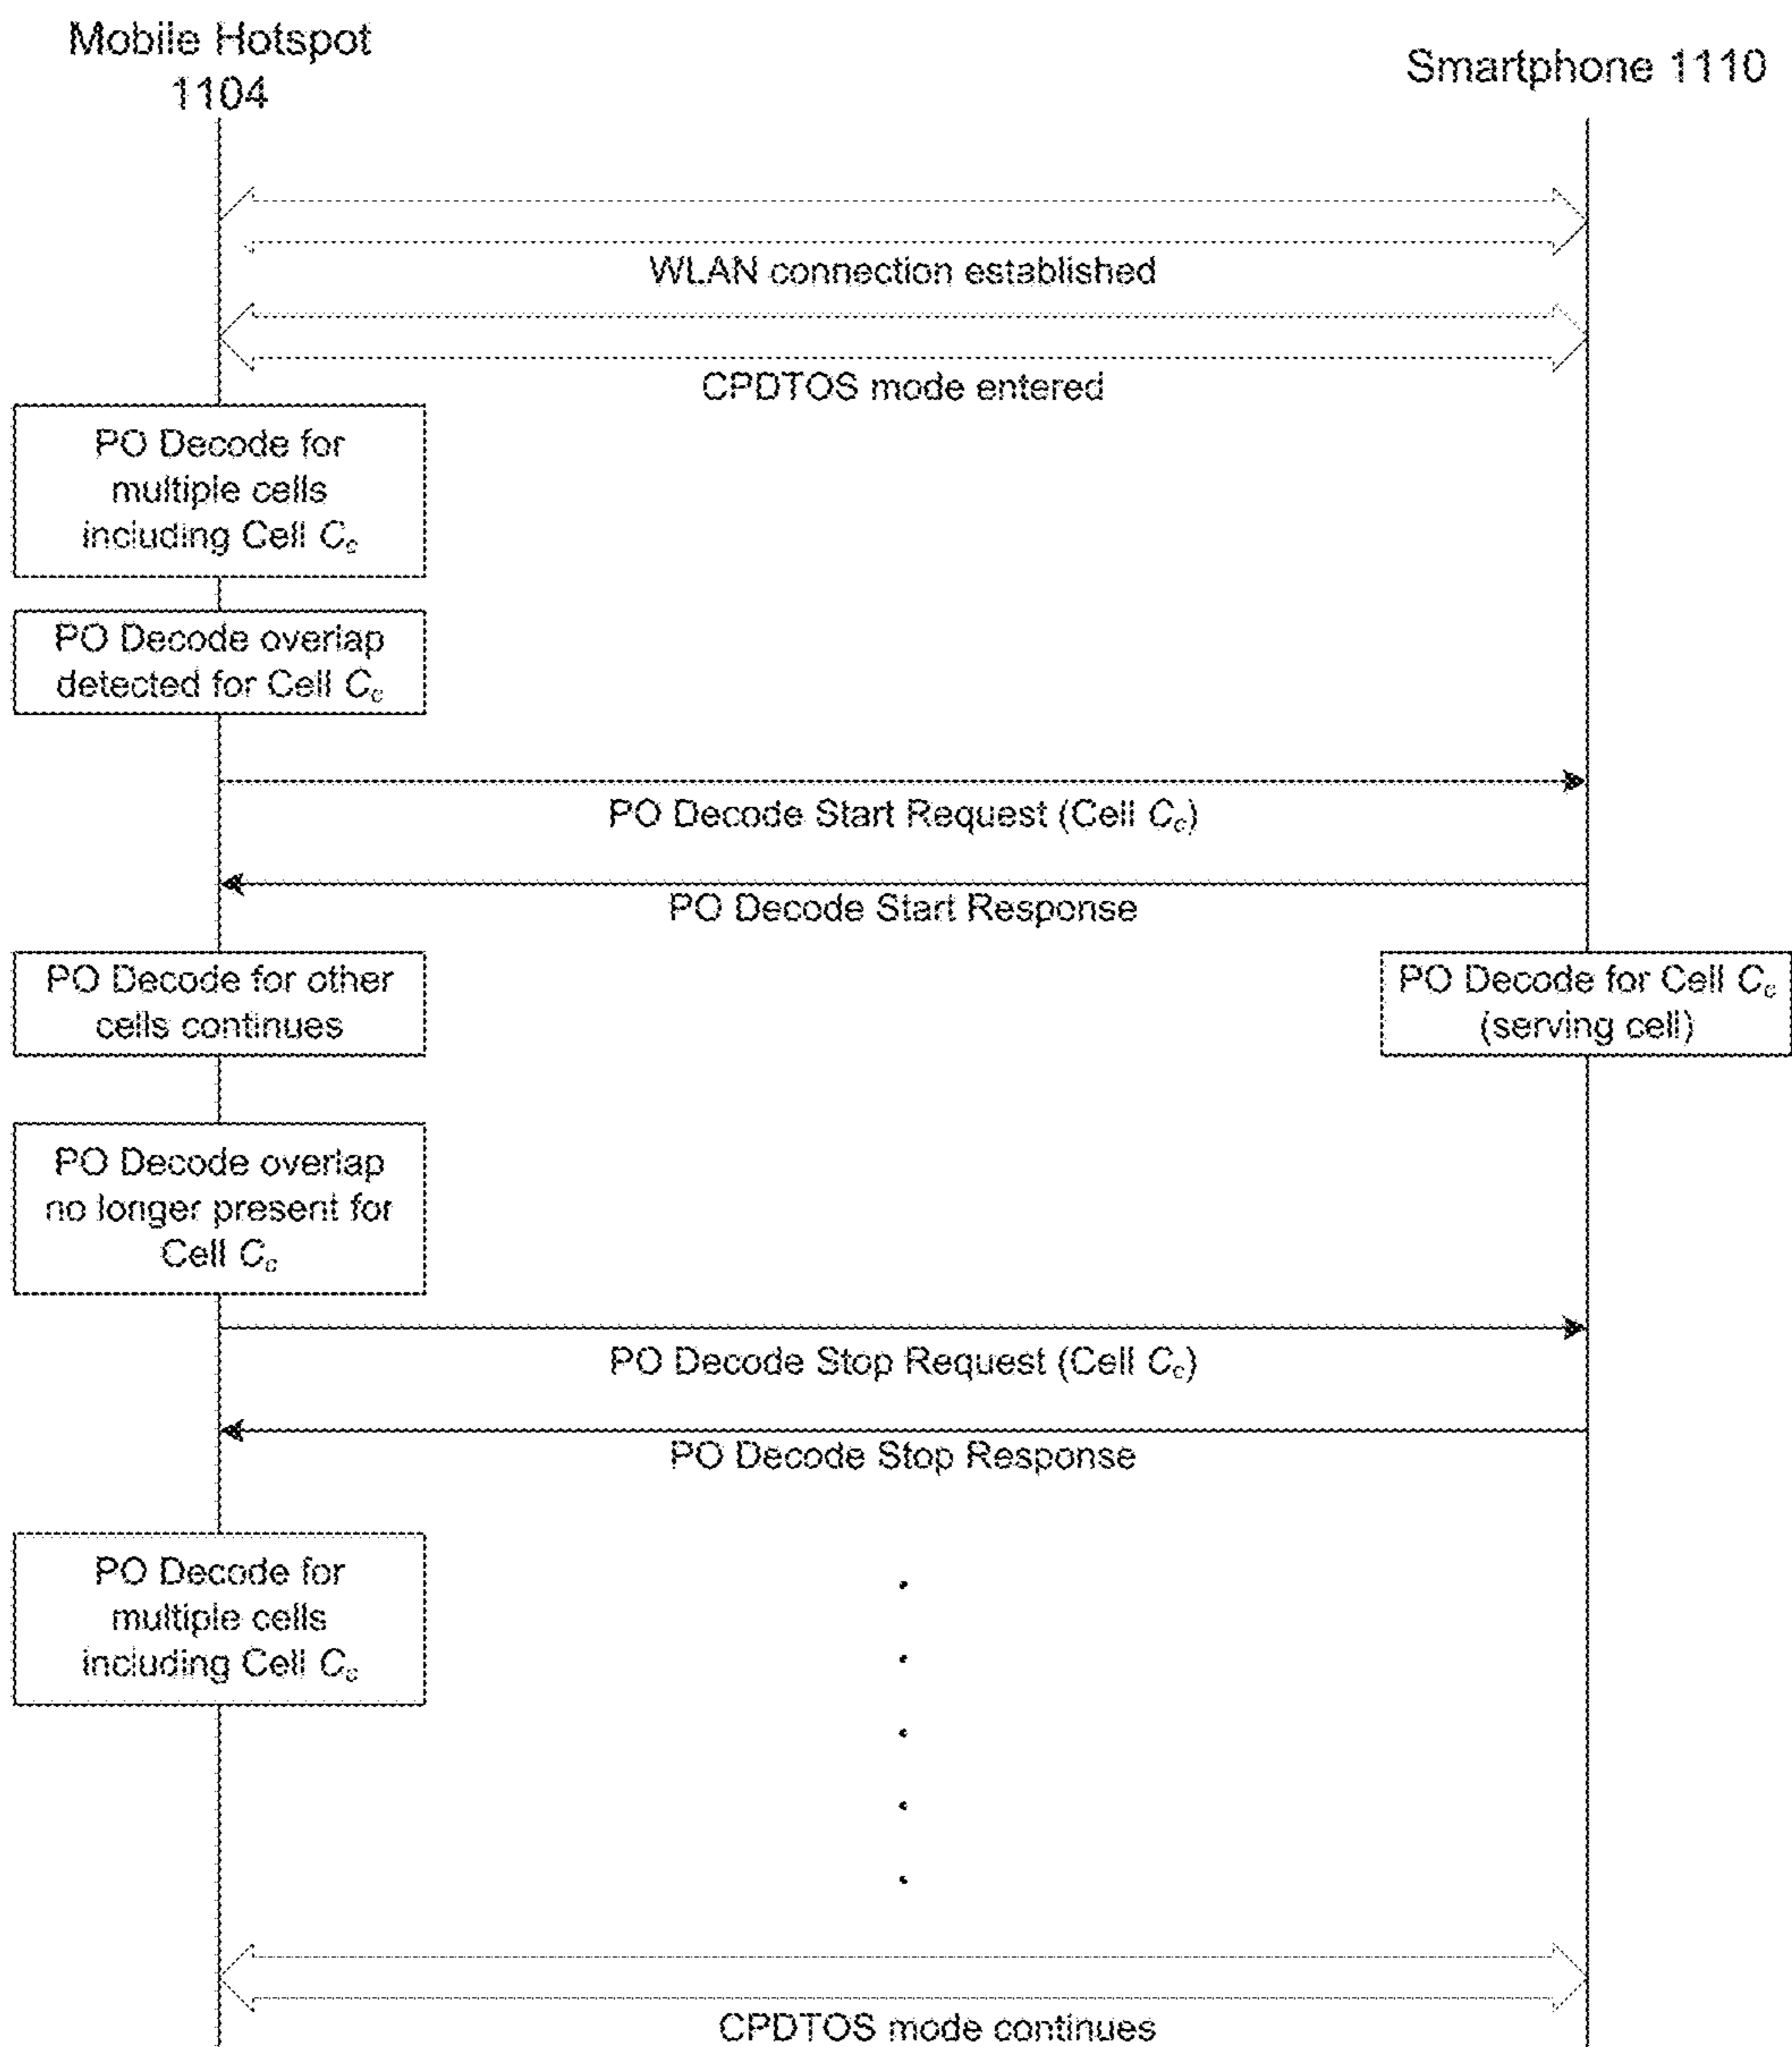 Mobile Hotspot
1104
Smartphone 1110
WLAN connection established
CPDTOS mode entered
PO Decode for
multiple cells
including Cell Cc
PO Decode overlap
detected for Cell Cc
PO Decode Start Request (Cell Cc)
PO Decode Start Response
PO Decode for other
cells continues
PO Decode for Cell Cc
(serving cell)
PO Decode overlap
no longer present for
Cell Cc
PO Decode Stop Request (Cell Cc)
PO Decode Stop Response
PO Decode for
multiple cells
including Cell Cc
CPDTOS mode continues